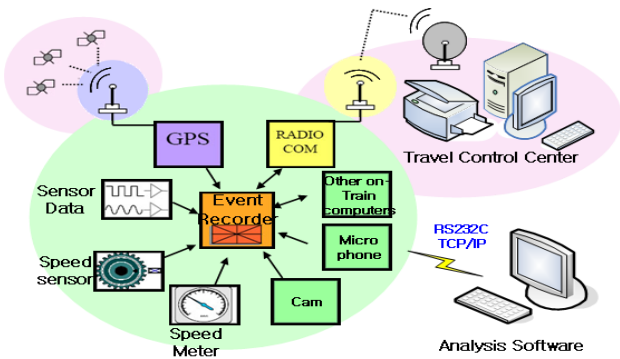 GPS
RADIO
COM
Travel Control Center
Sensor
Data
Event
Recorder
Other on-
Train
computers
Micro
phone
RS232C
TCP/IP
Speed
sensor
Speed
Meter
Cam
Analysis Software